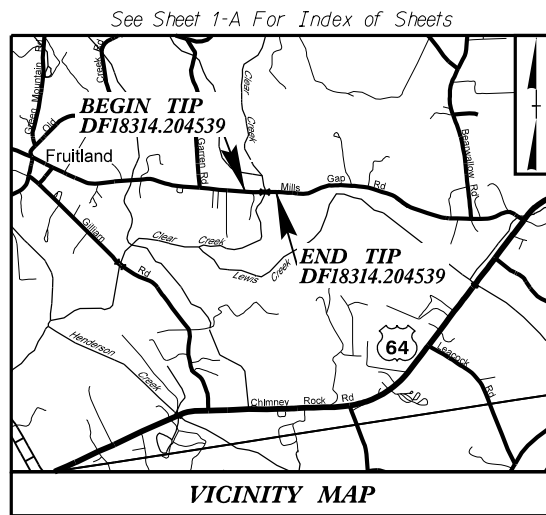 See Sheet 1-A For Index of Sheets
Green Mountain Rd
Old
Creek Rd
Clear
Creek
BEGIN TIP
DF18314.204539
Fruitland
Garren Rd
Bearwallow Rd
Mills Gap Rd
Gilliam Rd
Clear Creek
Lewis Creek
END TIP
DF18314.204539
Henderson Creek
64
Leacock Rd
Chimney Rock Rd
VICINITY MAP